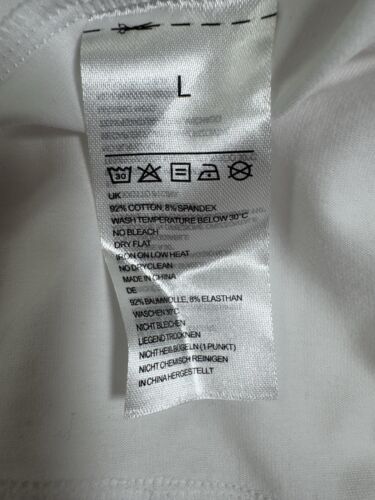 L
30
UK
92% COTTON, 8% SPANDEX
WASH TEMPERATURE BELOW 30°C
NO BLEACH
DRY FLAT
IRON ON LOW HEAT
NO DRYCLEAN
MADE IN CHINA
DE
92% BAUMWOLLE, 8% ELASTHAN
WASCHEN 30°C
NICHT BLECHEN
LIEGEND TROCKNEN
NICHT HEIß BÜGELN (1 PUNKT)
NICHT CHEMISCH REINIGEN
IN CHINA HERGESTELLT